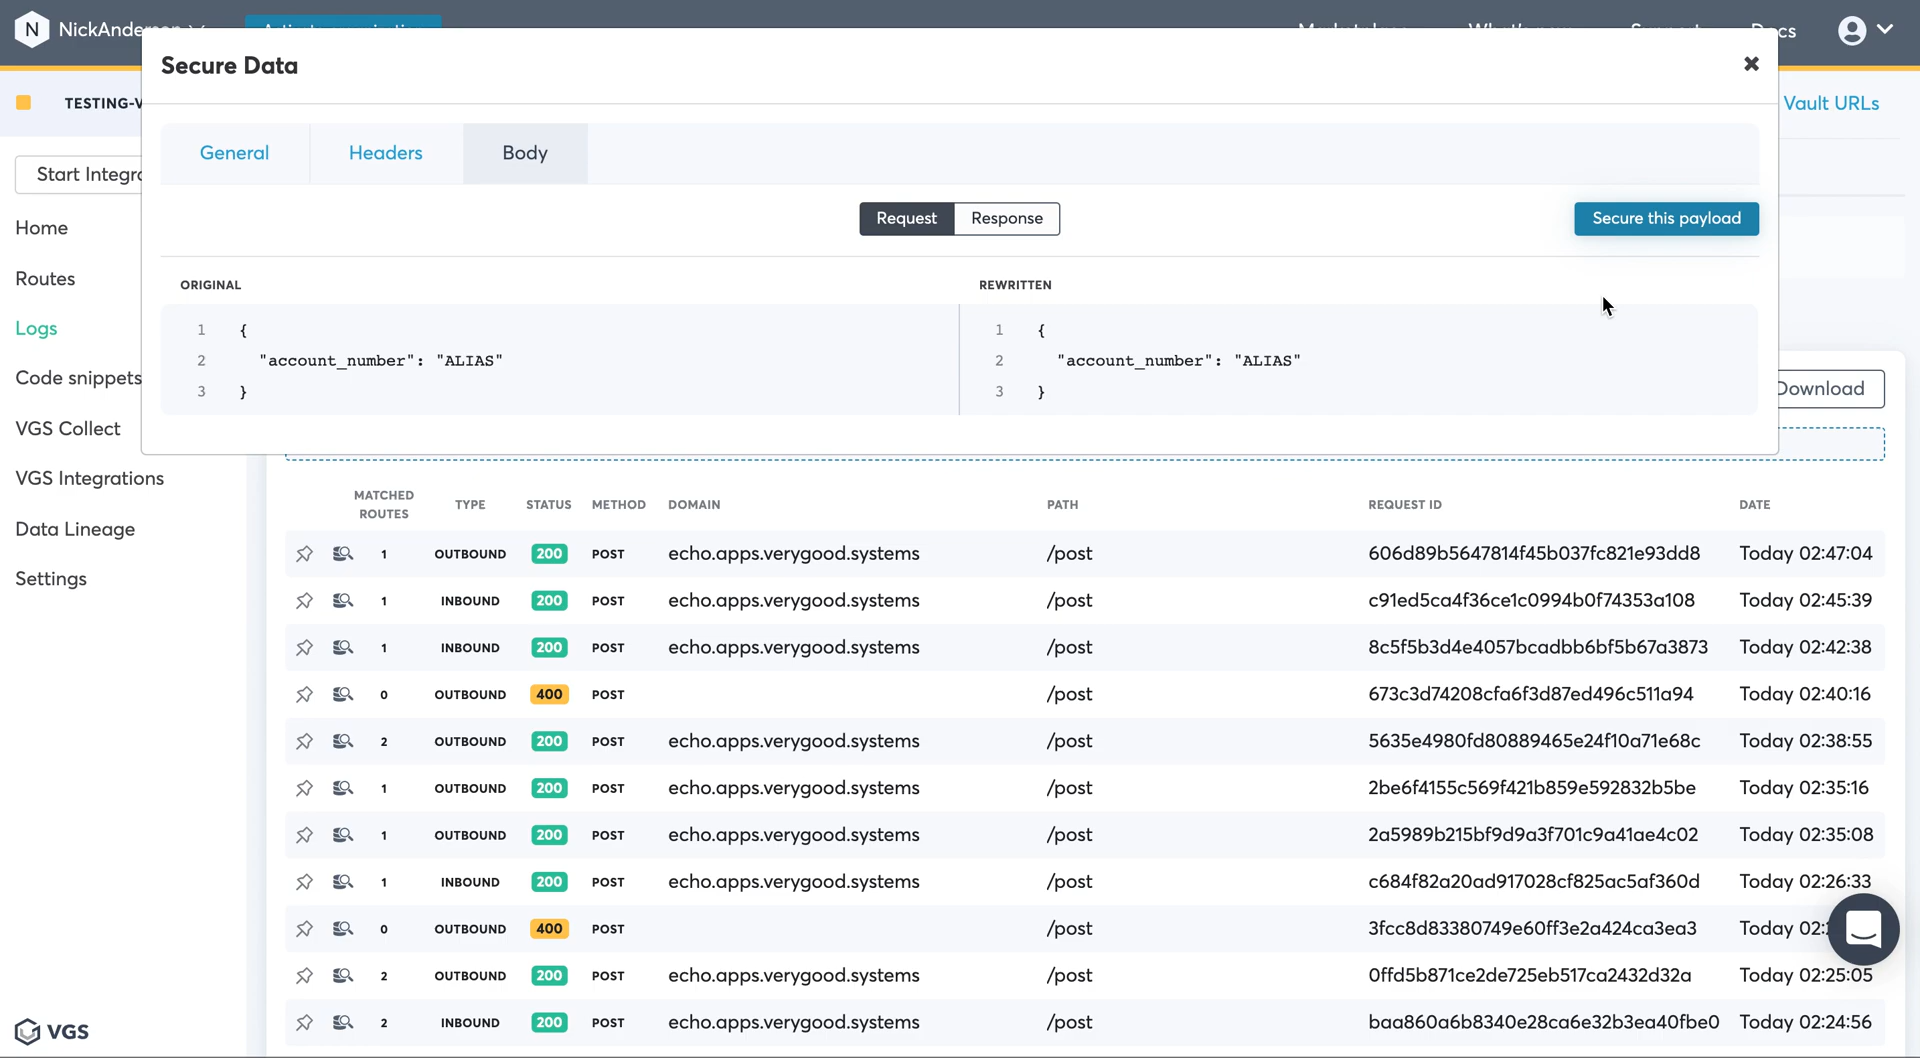 N NickAnderson
Secure Data
TESTING-V
Vault URLs
General Headers Body
Start Integra
Request Response
Secure this payload
Home
Routes
Logs
Code snippets
VGS Collect
VGS Integrations
Data Lineage
Settings
ORIGINAL
1 {
2 "account_number": "ALIAS"
3 }
REWRITTEN
1 {
2 "account_number": "ALIAS"
3 }
Download
MATCHED ROUTES TYPE STATUS METHOD DOMAIN PATH REQUEST ID DATE
1 OUTBOUND 200 POST echo.apps.verygood.systems /post 606d89b5647814f45b037fc821e93dd8 Today 02:47:04
1 INBOUND 200 POST echo.apps.verygood.systems /post c91ed5ca4f36ce1c0994b0f74353a108 Today 02:45:39
1 INBOUND 200 POST echo.apps.verygood.systems /post 8c5f5b3d4e4057bcadbb6bf5b67a3873 Today 02:42:38
0 OUTBOUND 400 POST /post 673c3d74208cfa6f3d87ed496c511a94 Today 02:40:16
2 OUTBOUND 200 POST echo.apps.verygood.systems /post 5635e4980fd80889465e24f10a71e68c Today 02:38:55
1 OUTBOUND 200 POST echo.apps.verygood.systems /post 2be6f4155c569f421b859e592832b5be Today 02:35:16
1 OUTBOUND 200 POST echo.apps.verygood.systems /post 2a5989b215bf9d9a3f701c9a41ae4c02 Today 02:35:08
1 INBOUND 200 POST echo.apps.verygood.systems /post c684f82a20ad917028cf825ac5af360d Today 02:26:33
0 OUTBOUND 400 POST /post 3fcc8d83380749e60ff3e2a424ca3ea3 Today
2 OUTBOUND 200 POST echo.apps.verygood.systems /post 0ffd5b871ce2de725eb517ca2432d32a Today 02:25:05
2 INBOUND 200 POST echo.apps.verygood.systems /post baa860a6b8340e28ca6e32b3ea40fbe0 Today 02:24:56
VGS